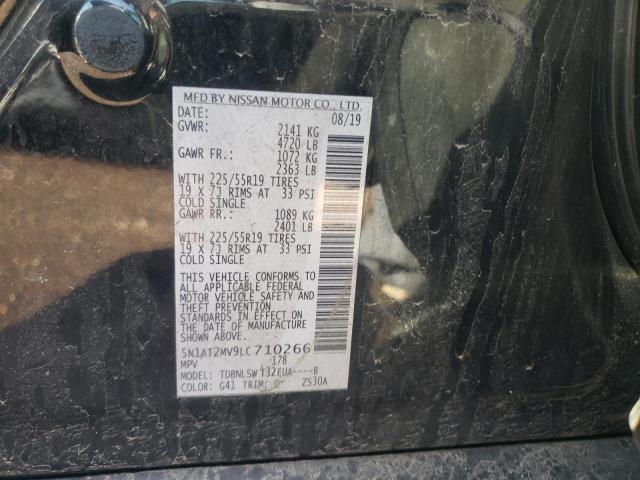 MFD BY NISSAN MOTOR CO., LTD.
DATE: 08/19
GVWR: 2141 KG
4720 LB
GAWR FR.: 1072 KG
2363 LB
WITH 225/55R19 TIRES
19 X 7J RIMS AT 33 PSI
COLD SINGLE
GAWR RR.: 1089 KG
2401 LB
WITH 225/55R19 TIRES
19 X 7J RIMS AT 33 PSI
COLD SINGLE
THIS VEHICLE CONFORMS TO
ALL APPLICABLE FEDERAL
MOTOR VEHICLE SAFETY AND
THEFT PREVENTION
STANDARDS IN EFFECT ON
THE DATE OF MANUFACTURE
SHOWN ABOVE.
5N1AT2MV9LC710266
MPV 178
MODEL: TDBNLSW T32EUA----B
COLOR: G41 TRIM: ZS30A